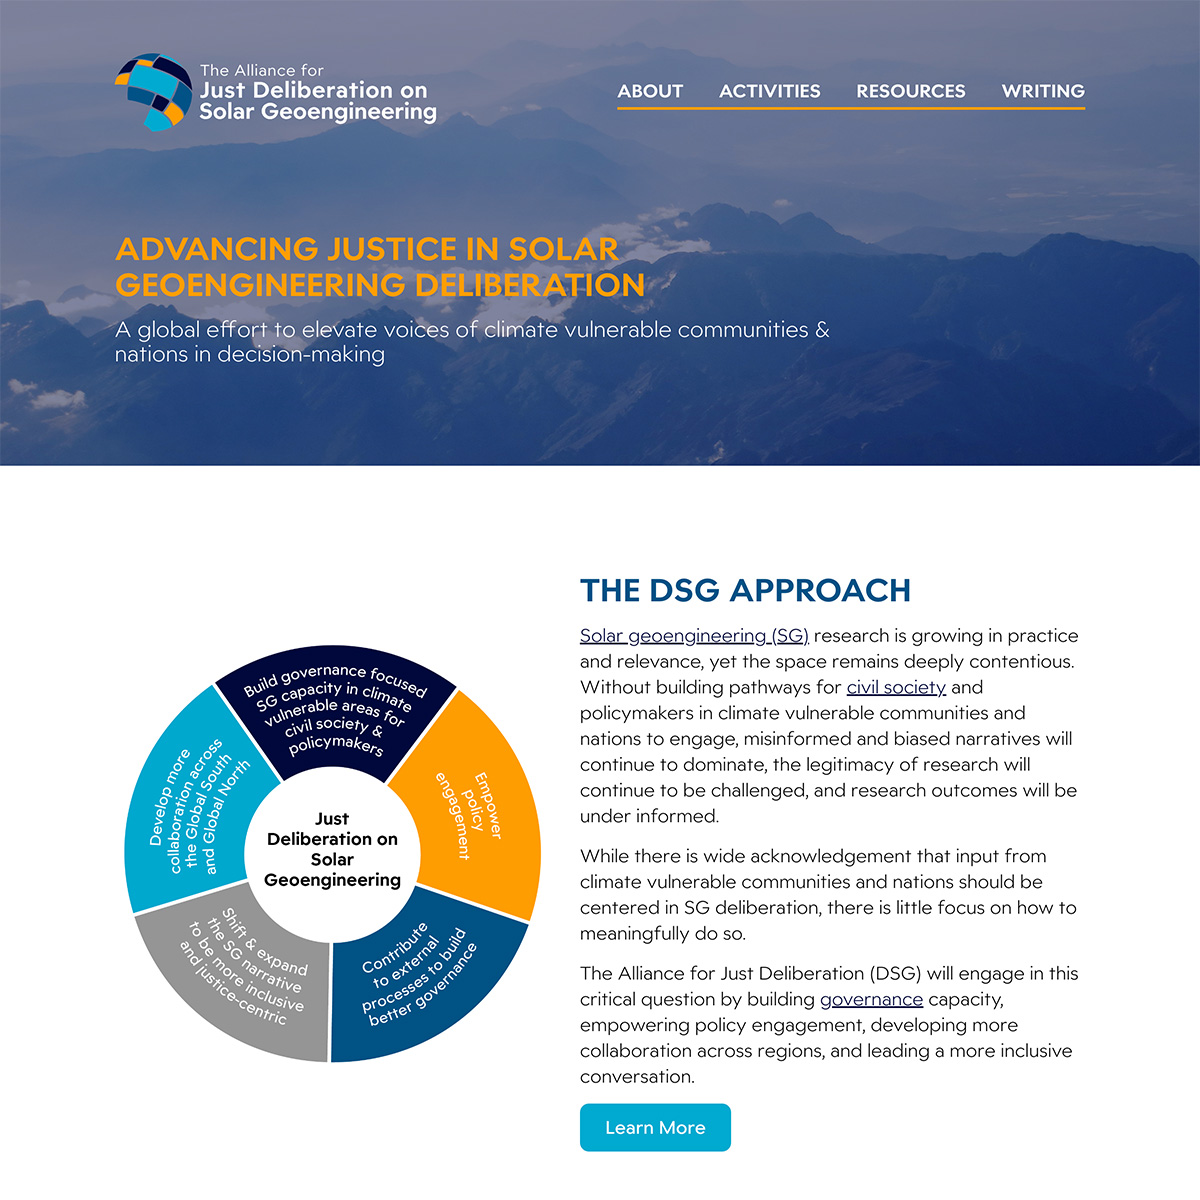 The Alliance for
Just Deliberation on
Solar Geoengineering
ABOUT ACTIVITIES RESOURCES WRITING
ADVANCING JUSTICE IN SOLAR
GEOENGINEERING DELIBERATION
A global effort to elevate voices of climate vulnerable communities &
nations in decision-making
Build governance focused
SG capacity in climate
vulnerable areas for
civil society &
policymakers
Empower
policy
engagement
Contribute
to external
processes to build
better governance
Shift & expand
the SG narrative
to be more inclusive
and justice-centric
Develop more
collaboration across
the Global South
and Global North
Just
Deliberation on
Solar
Geoengineering
THE DSG APPROACH
Solar geoengineering (SG) research is growing in practice
and relevance, yet the space remains deeply contentious.
Without building pathways for civil society and
policymakers in climate vulnerable communities and
nations to engage, misinformed and biased narratives will
continue to dominate, the legitimacy of research will
continue to be challenged, and research outcomes will be
under informed.
While there is wide acknowledgement that input from
climate vulnerable communities and nations should be
centered in SG deliberation, there is little focus on how to
meaningfully do so.
The Alliance for Just Deliberation (DSG) will engage in this
critical question by building governance capacity,
empowering policy engagement, developing more
collaboration across regions, and leading a more inclusive
conversation.
Learn More